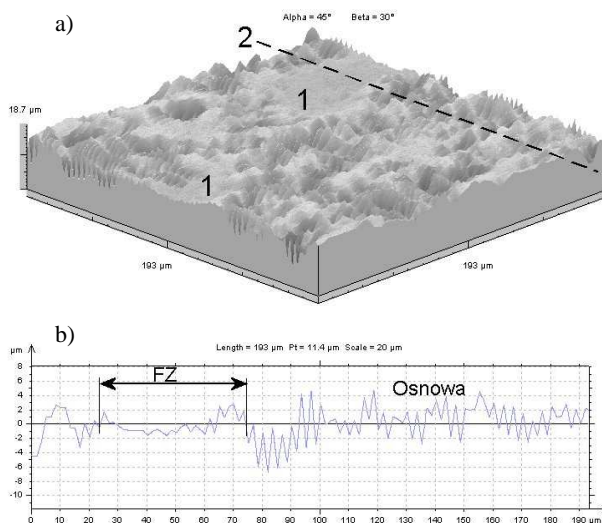 a)
Alpha = 45° Beta = 30°
2
1
18.7 µm
1
193 µm
193 µm
b)
Length = 193 µm Pt = 11.4 µm Scale = 20 µm
µm
8
6
4
2
0
-2
-4
-6
-8
-10
FZ
Osnowa
0 10 20 30 40 50 60 70 80 90 100 110 120 130 140 150 160 170 180 190 µm